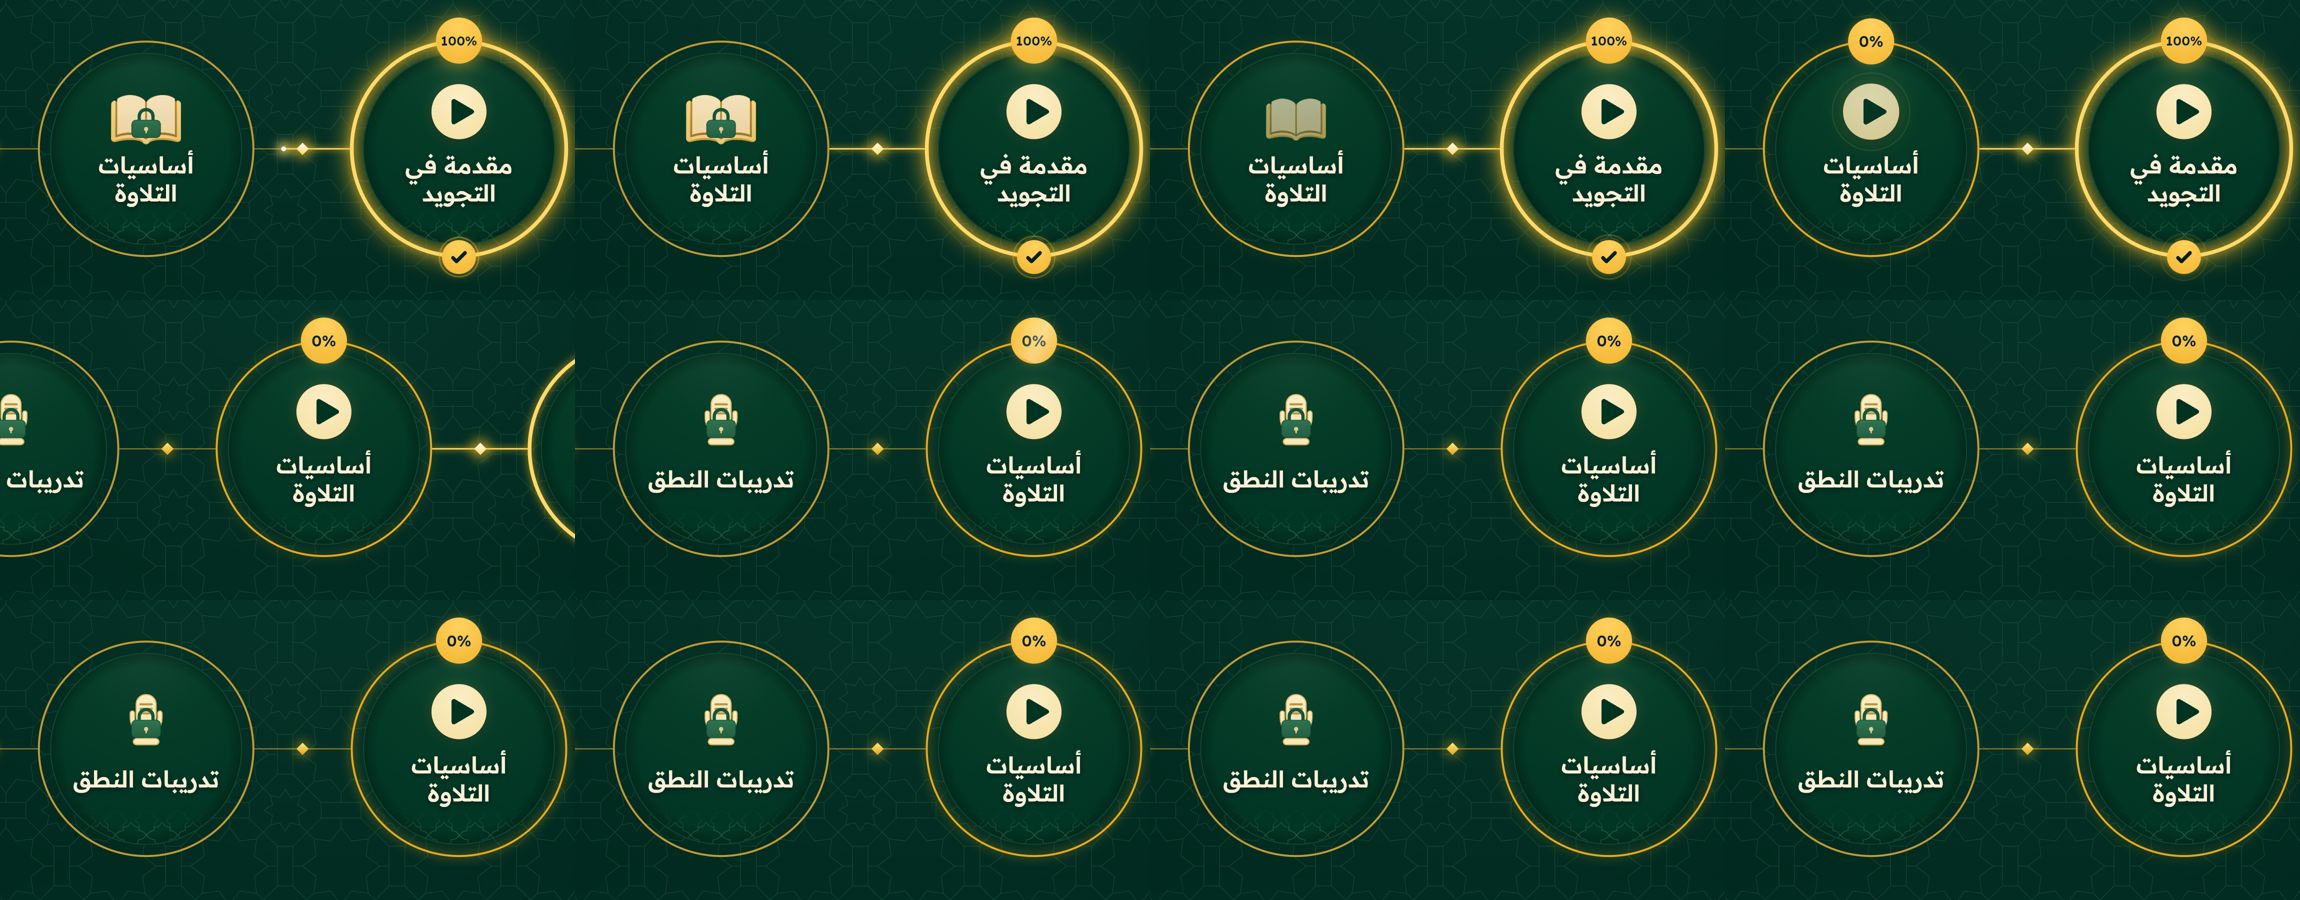 100%
مقدمة في
التجويد
أساسيات
التلاوة
100%
مقدمة في
التجويد
أساسيات
التلاوة
100%
مقدمة في
التجويد
أساسيات
التلاوة
100%
مقدمة في
التجويد
0%
أساسيات
التلاوة
0%
أساسيات
التلاوة
تدريبات
0%
أساسيات
التلاوة
تدريبات النطق
0%
أساسيات
التلاوة
تدريبات النطق
0%
أساسيات
التلاوة
تدريبات النطق
0%
أساسيات
التلاوة
تدريبات النطق
0%
أساسيات
التلاوة
تدريبات النطق
0%
أساسيات
التلاوة
تدريبات النطق
0%
أساسيات
التلاوة
تدريبات النطق